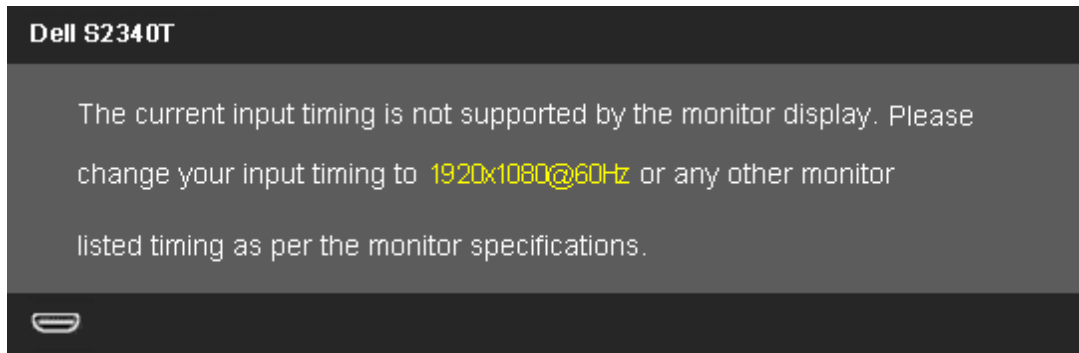 Dell S2340T
The current input timing is not supported by the monitor display. Please
change your input timing to 1920x1080@60Hz or any other monitor
listed timing as per the monitor specifications.